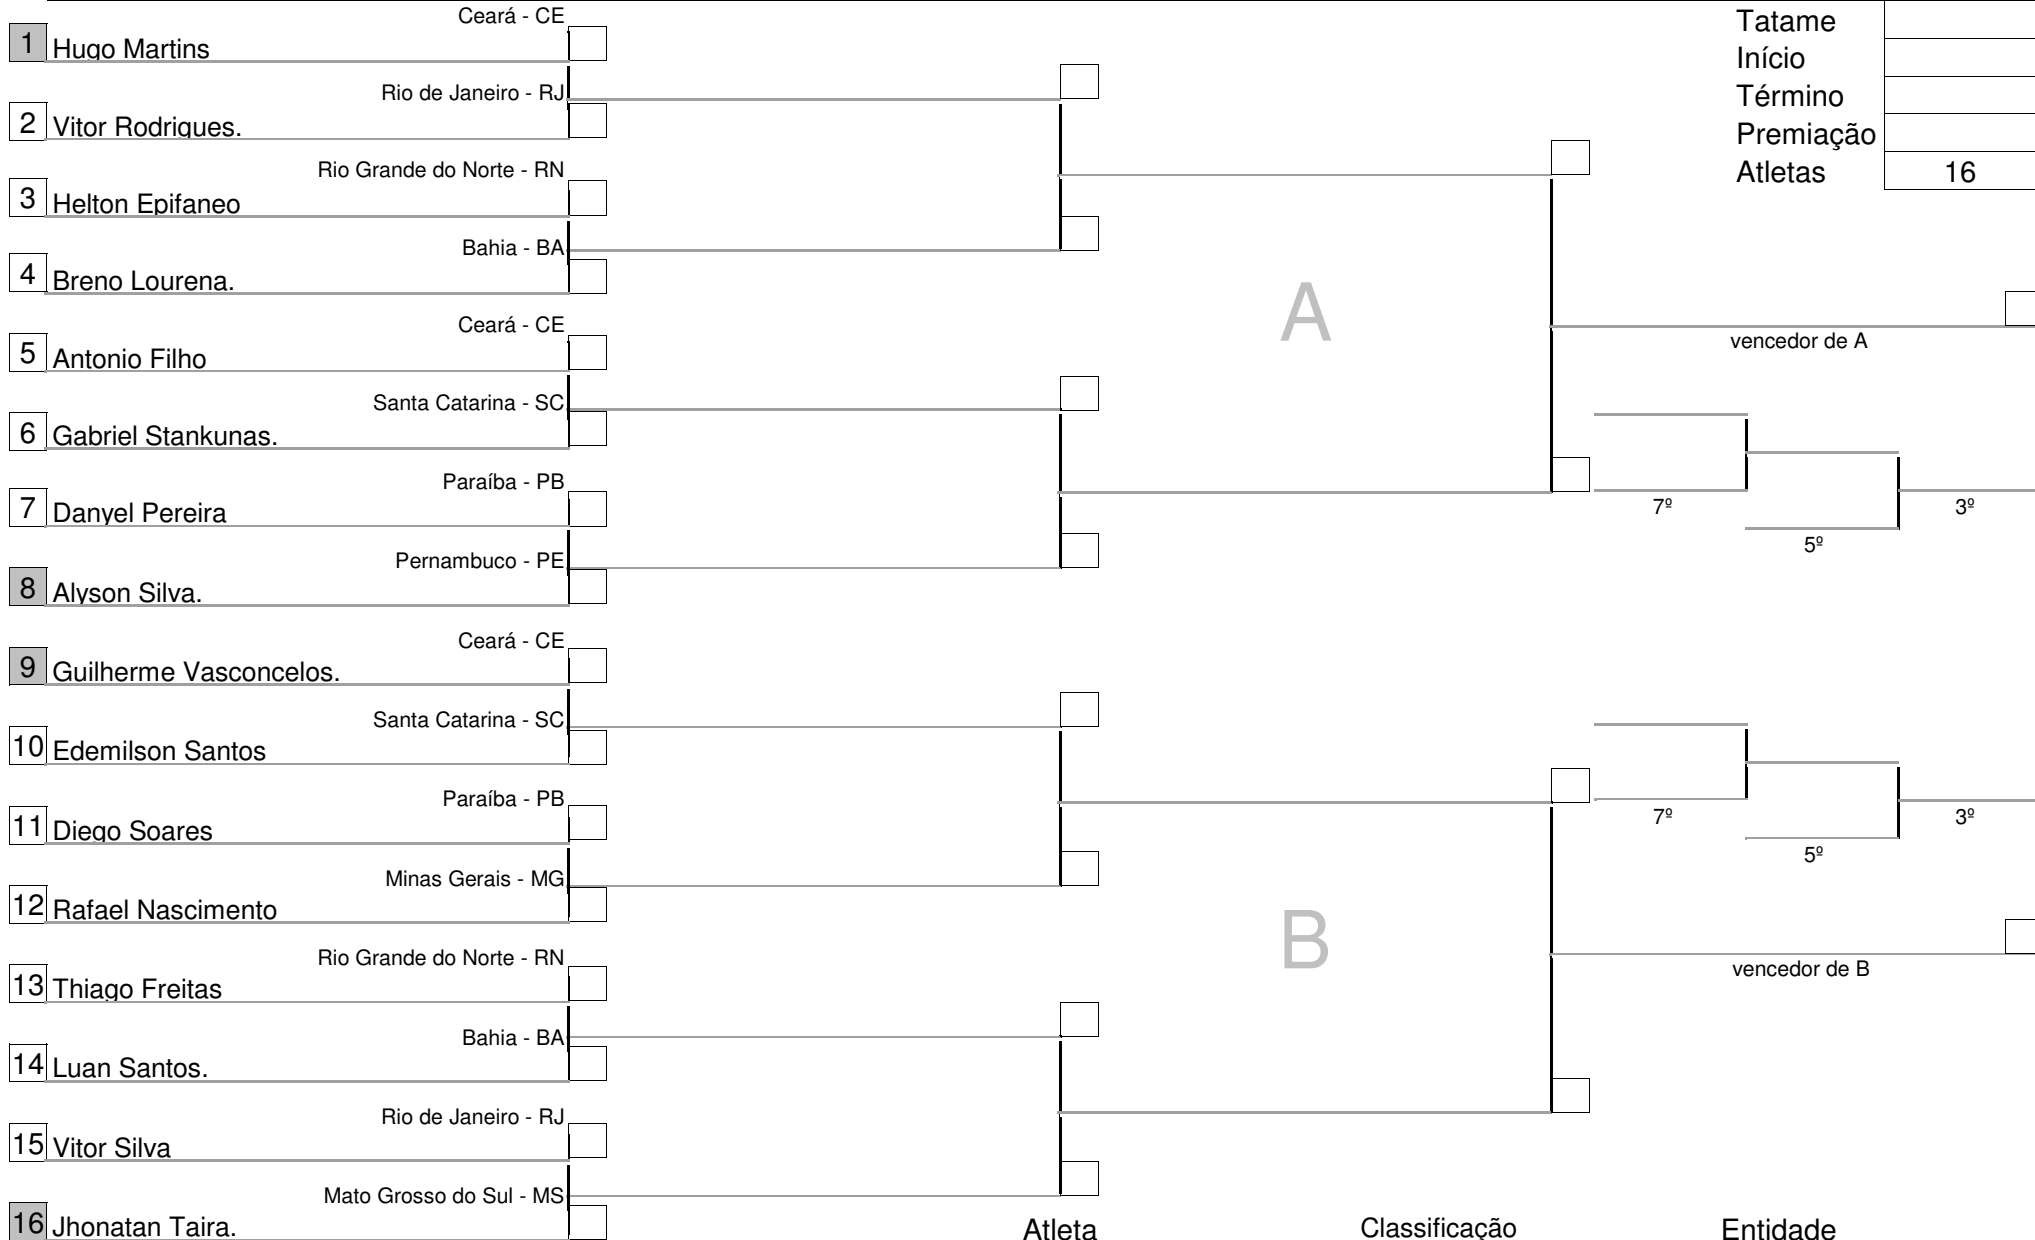 Ceará - CE
1 Hugo Martins
Rio de Janeiro - RJ
2 Vitor Rodrigues.
Rio Grande do Norte - RN
3 Helton Epifaneo
Bahia - BA
4 Breno Lourena.
Ceará - CE
5 Antonio Filho
Santa Catarina - SC
6 Gabriel Stankunas.
Paraíba - PB
7 Danyel Pereira
Pernambuco - PE
8 Alyson Silva.
Ceará - CE
9 Guilherme Vasconcelos.
Santa Catarina - SC
10 Edemilson Santos
Paraíba - PB
11 Diego Soares
Minas Gerais - MG
12 Rafael Nascimento
Rio Grande do Norte - RN
13 Thiago Freitas
Bahia - BA
14 Luan Santos.
Rio de Janeiro - RJ
15 Vitor Silva
Mato Grosso do Sul - MS
16 Jhonatan Taira.
A
B
Tatame
Início
Término
Premiação
Atletas 16
vencedor de A
7º
3º
5º
7º
3º
5º
vencedor de B
Atleta Classificação Entidade